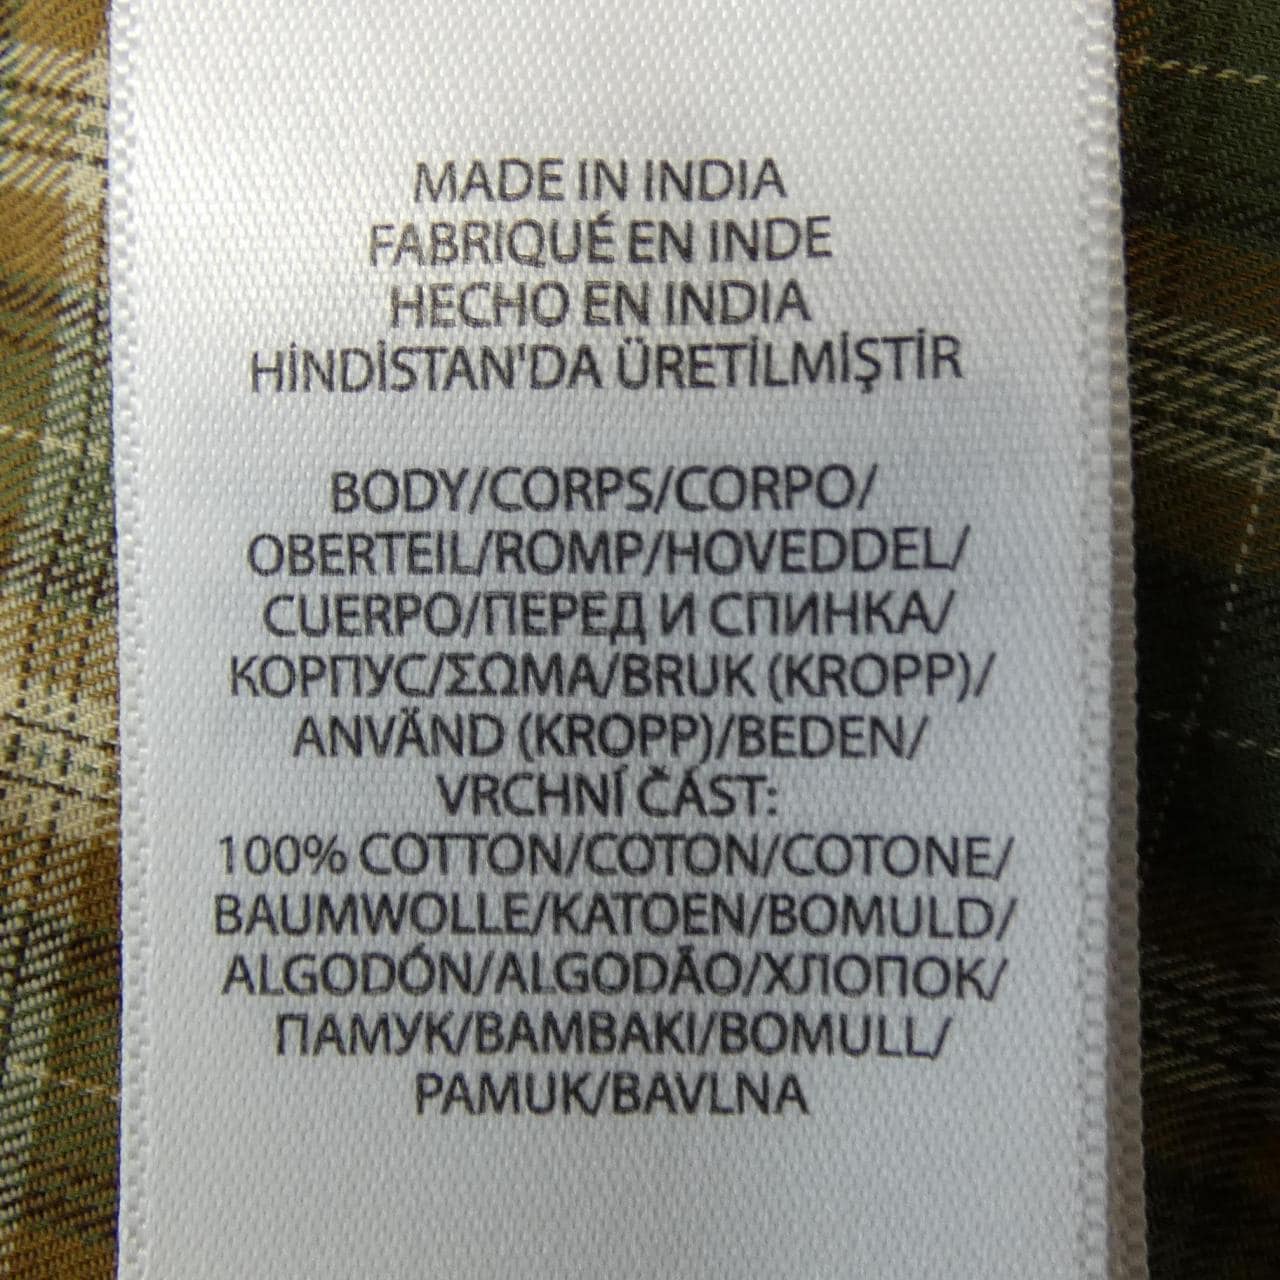 MADE IN INDIA
FABRIQUÉ EN INDE
HECHO EN INDIA
HİNDİSTAN'DA ÜRETİLMİŞTİR
BODY/CORPS/CORPO/
OBERTEIL/ROMP/HOVEDDEL/
CUERPO/ПЕРЕД И СПИНКА/
КОРПУС/ΣΩΜΑ/BRUK (KROPP)/
ANVÄND (KROPP)/BEDEN/
VRCHNÍ ČÁST:
100% COTTON/COTON/COTONE/
BAUMWOLLE/KATOEN/BOMULD/
ALGODÓN/ALGODÃO/ХЛОПОК/
ПАМУК/ΒΑΜΒΑΚΙ/BOMULL/
PAMUK/BAVLNA